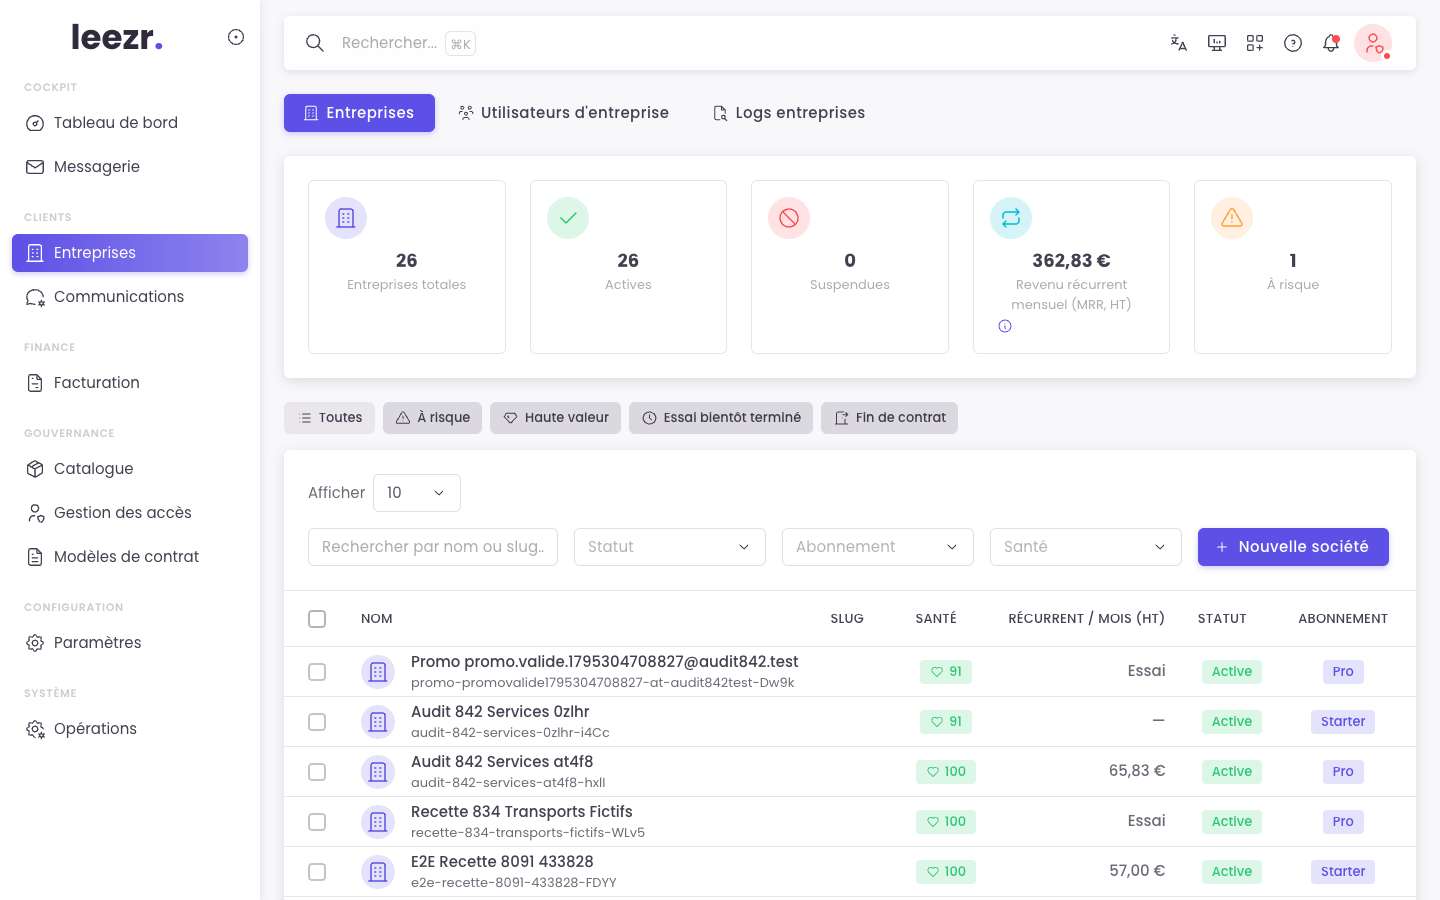 leezr.
COCKPIT
Tableau de bord
Messagerie
CLIENTS
Entreprises
Communications
FINANCE
Facturation
GOUVERNANCE
Catalogue
Gestion des accès
Modèles de contrat
CONFIGURATION
Paramètres
SYSTÈME
Opérations
Rechercher... ⌘K
Entreprises
Utilisateurs d'entreprise
Logs entreprises
26
Entreprises totales
26
Actives
0
Suspendues
362,83 €
Revenu récurrent
mensuel (MRR, HT)
1
À risque
Toutes
À risque
Haute valeur
Essai bientôt terminé
Fin de contrat
Afficher 10
Rechercher par nom ou slug..
Statut
Abonnement
Santé
Nouvelle société
NOM SLUG SANTÉ RÉCURRENT / MOIS (HT) STATUT ABONNEMENT
Promo promo.valide.1795304708827@audit842.test
promo-promovalide1795304708827-at-audit842test-Dw9k
91 Essai Active Pro
Audit 842 Services 0zlhr
audit-842-services-0zlhr-i4Cc
91 — Active Starter
Audit 842 Services at4f8
audit-842-services-at4f8-hxll
100 65,83 € Active Pro
Recette 834 Transports Fictifs
recette-834-transports-fictifs-WLv5
100 Essai Active Pro
E2E Recette 8091 433828
e2e-recette-8091-433828-FDYY
100 57,00 € Active Starter